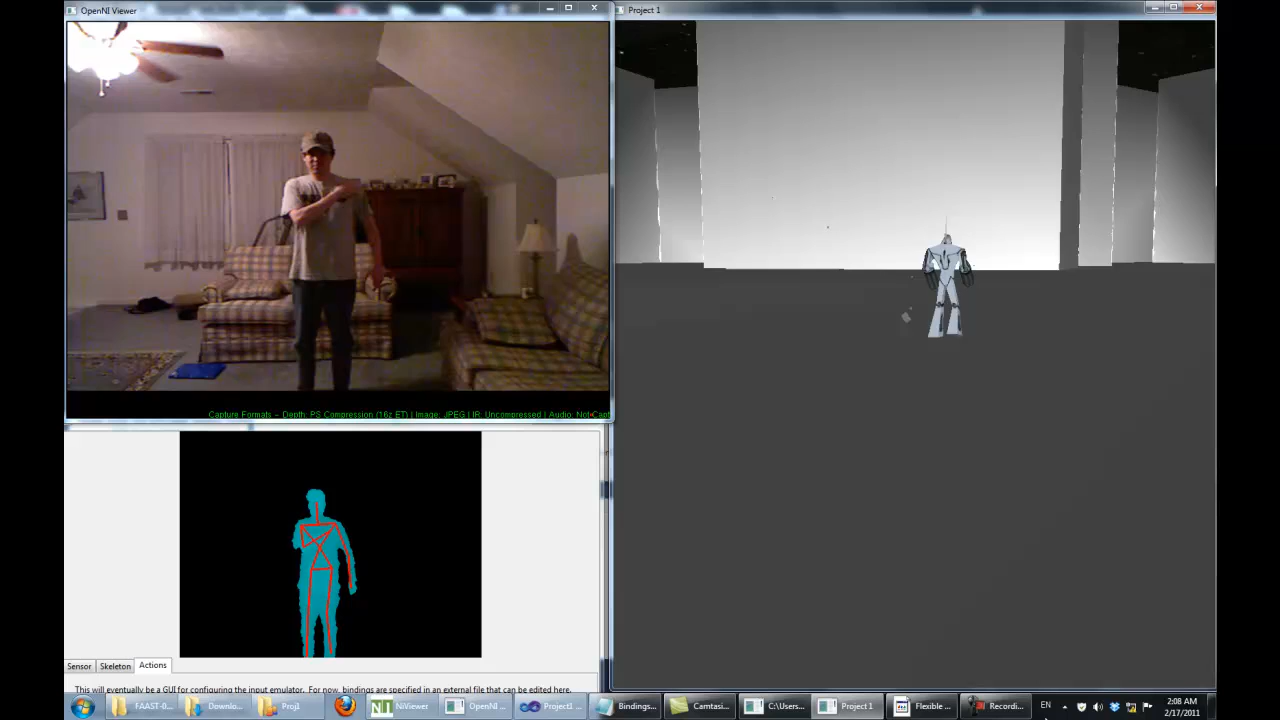 OpenNI Viewer
Project 1
Capture Formats - Depth: PS Compression (16z ET) | Image: JPEG | IR: Uncompressed | Audio: Not Capt
Sensor Skeleton Actions
This will eventually be a GUI for configuring the input emulator. For now, bindings are specified in an external file that can be edited here.
FAAST-0... Downlo... Proj1 NiViewer OpenNI ... Project1 ... Bindings... Camtasi... C:\Users... Project 1 Flexible ... Recordi... EN 2:08 AM
2/17/2011